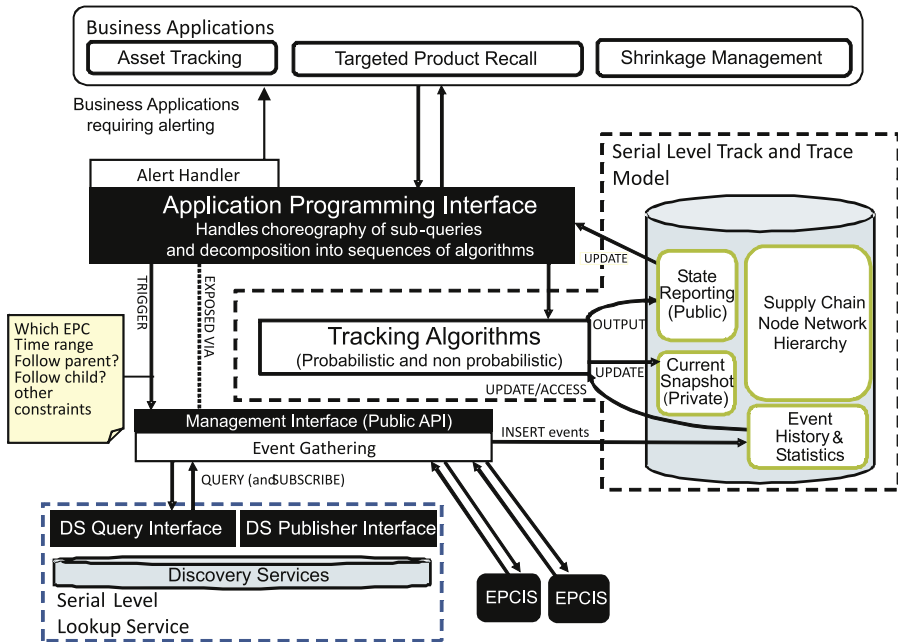 Business Applications
Asset Tracking
Targeted Product Recall
Shrinkage Management
Business Applications
requiring alerting
Alert Handler
Application Programming Interface
Handles choreography of sub-queries
and decomposition into sequences of algorithms
Serial Level Track and Trace
Model
UPDATE
State
Reporting
(Public)
Supply Chain
Node Network
Hierarchy
TRIGGER
EXPOSED VIA
Which EPC
Time range
Follow parent?
Follow child?
other
constraints
Tracking Algorithms
(Probabilistic and non probabilistic)
OUTPUT
UPDATE
Current
Snapshot
(Private)
UPDATE/ACCESS
Management Interface (Public API)
Event Gathering
INSERT events
Event
History &
Statistics
QUERY (and SUBSCRIBE)
DS Query Interface
DS Publisher Interface
Discovery Services
Serial Level
Lookup Service
EPCIS
EPCIS